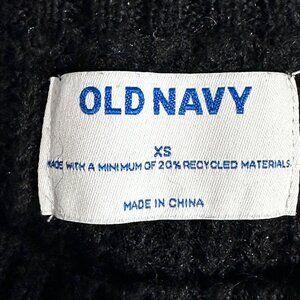 OLD NAVY
XS
MADE WITH A MINIMUM OF 20% RECYCLED MATERIALS
MADE IN CHINA